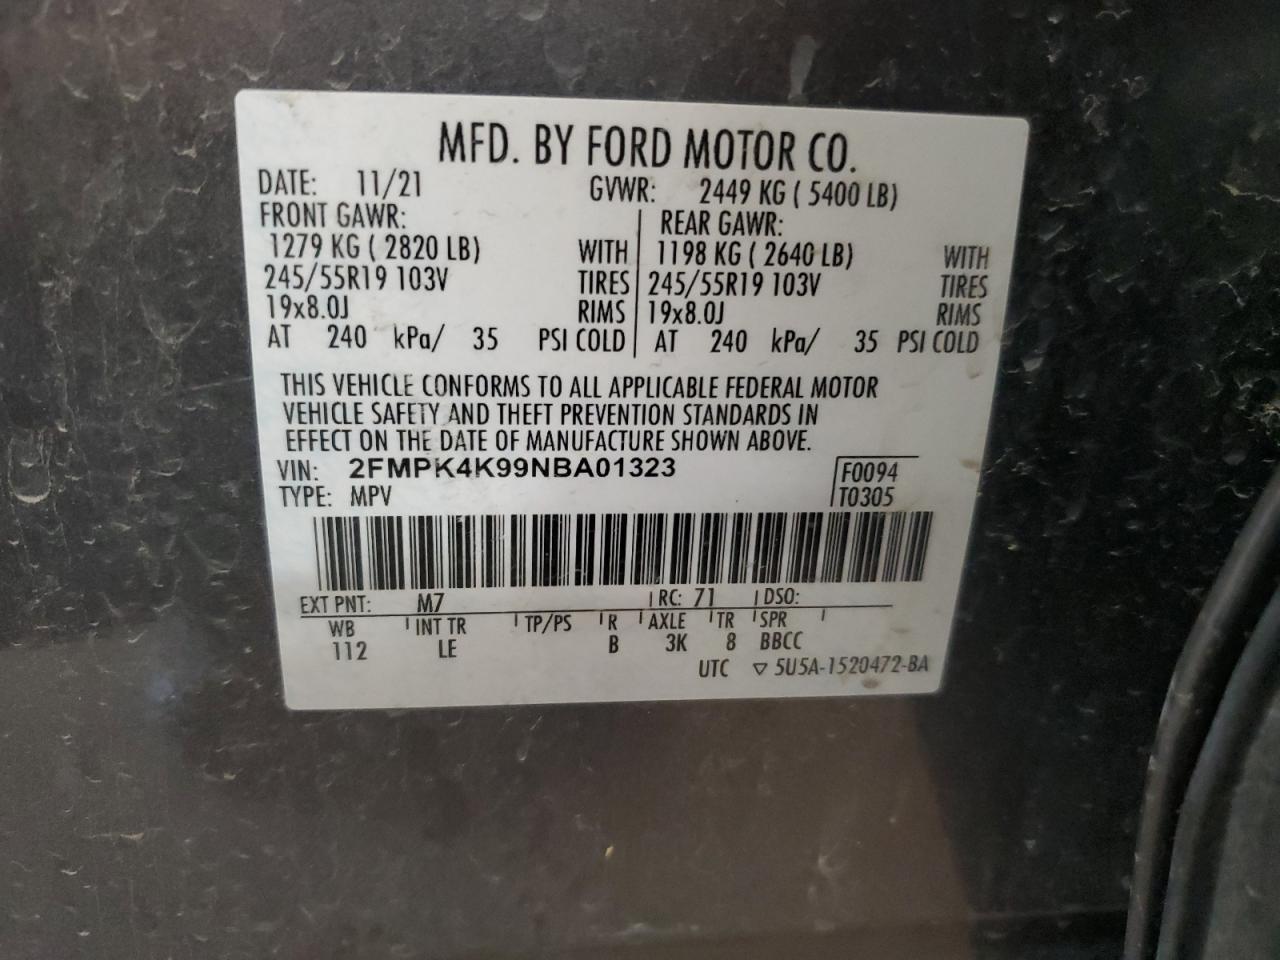 MFD. BY FORD MOTOR CO.
DATE: 11/21 GVWR: 2449 KG ( 5400 LB)
FRONT GAWR: REAR GAWR:
1279 KG ( 2820 LB) WITH 1198 KG ( 2640 LB) WITH
245/55R19 103V TIRES 245/55R19 103V TIRES
19x8.0J RIMS 19x8.0J RIMS
AT 240 kPa/ 35 PSI COLD AT 240 kPa/ 35 PSI COLD
THIS VEHICLE CONFORMS TO ALL APPLICABLE FEDERAL MOTOR
VEHICLE SAFETY AND THEFT PREVENTION STANDARDS IN
EFFECT ON THE DATE OF MANUFACTURE SHOWN ABOVE.
VIN: 2FMPK4K99NBA01323 F0094
TYPE: MPV T0305
EXT PNT: M7 RC: 71 DSO:
WB INT TR TP/PS R AXLE TR SPR
112 LE B 3K 8 BBCC
UTC ▽ 5U5A-1520472-BA